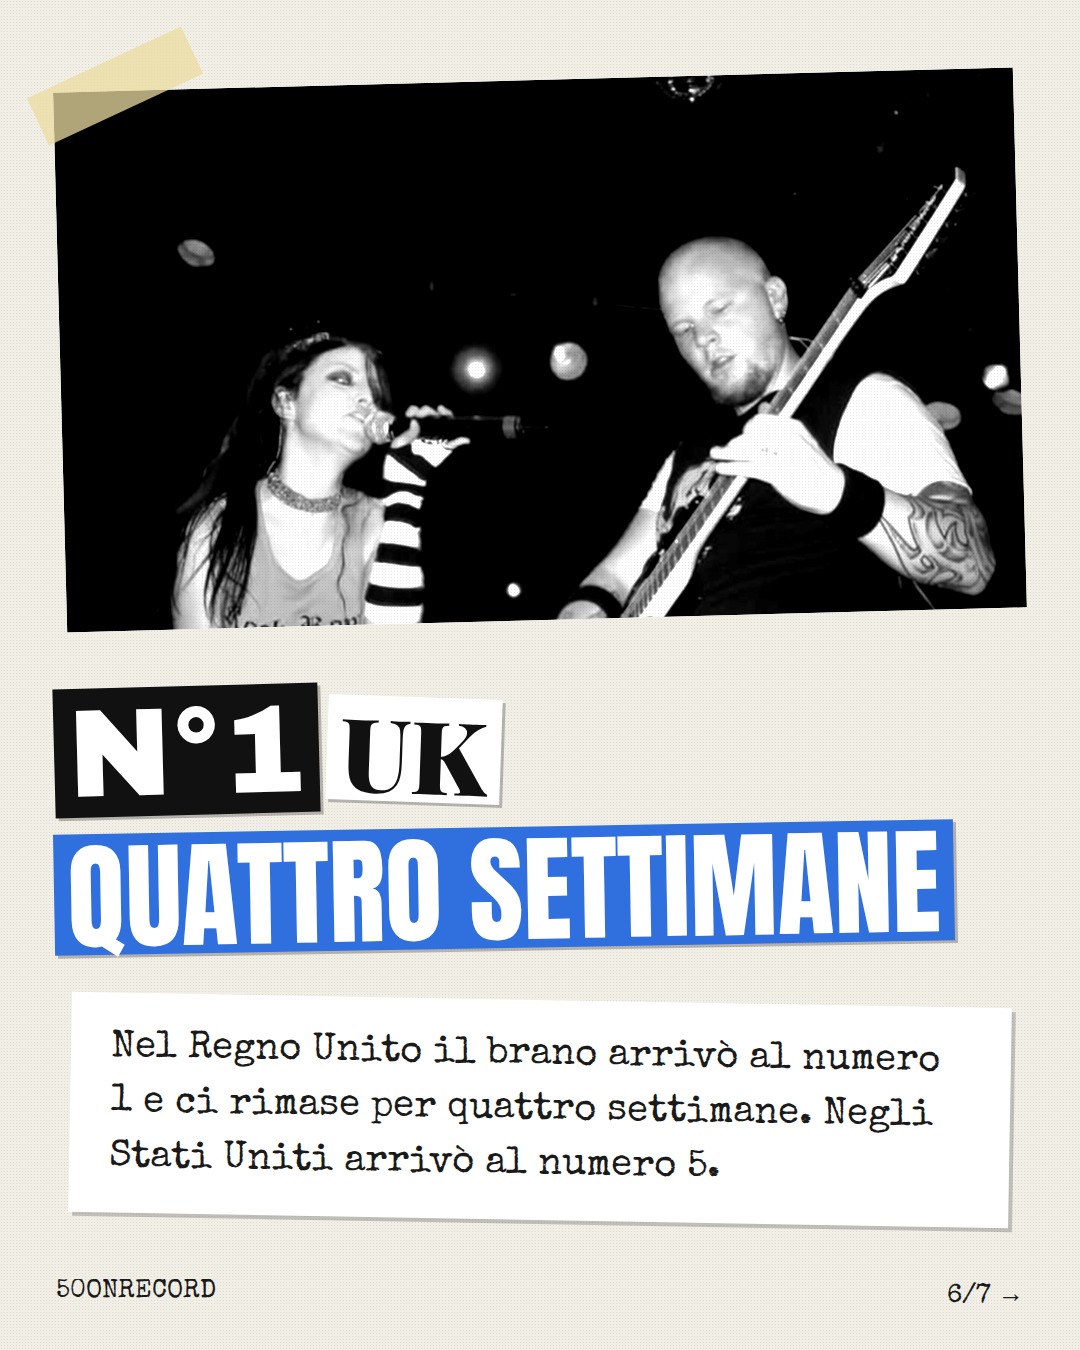 N°1 UK
QUATTRO SETTIMANE
Nel Regno Unito il brano arrivò al numero
1 e ci rimase per quattro settimane. Negli
Stati Uniti arrivò al numero 5.
500NRECORD
6/7 →